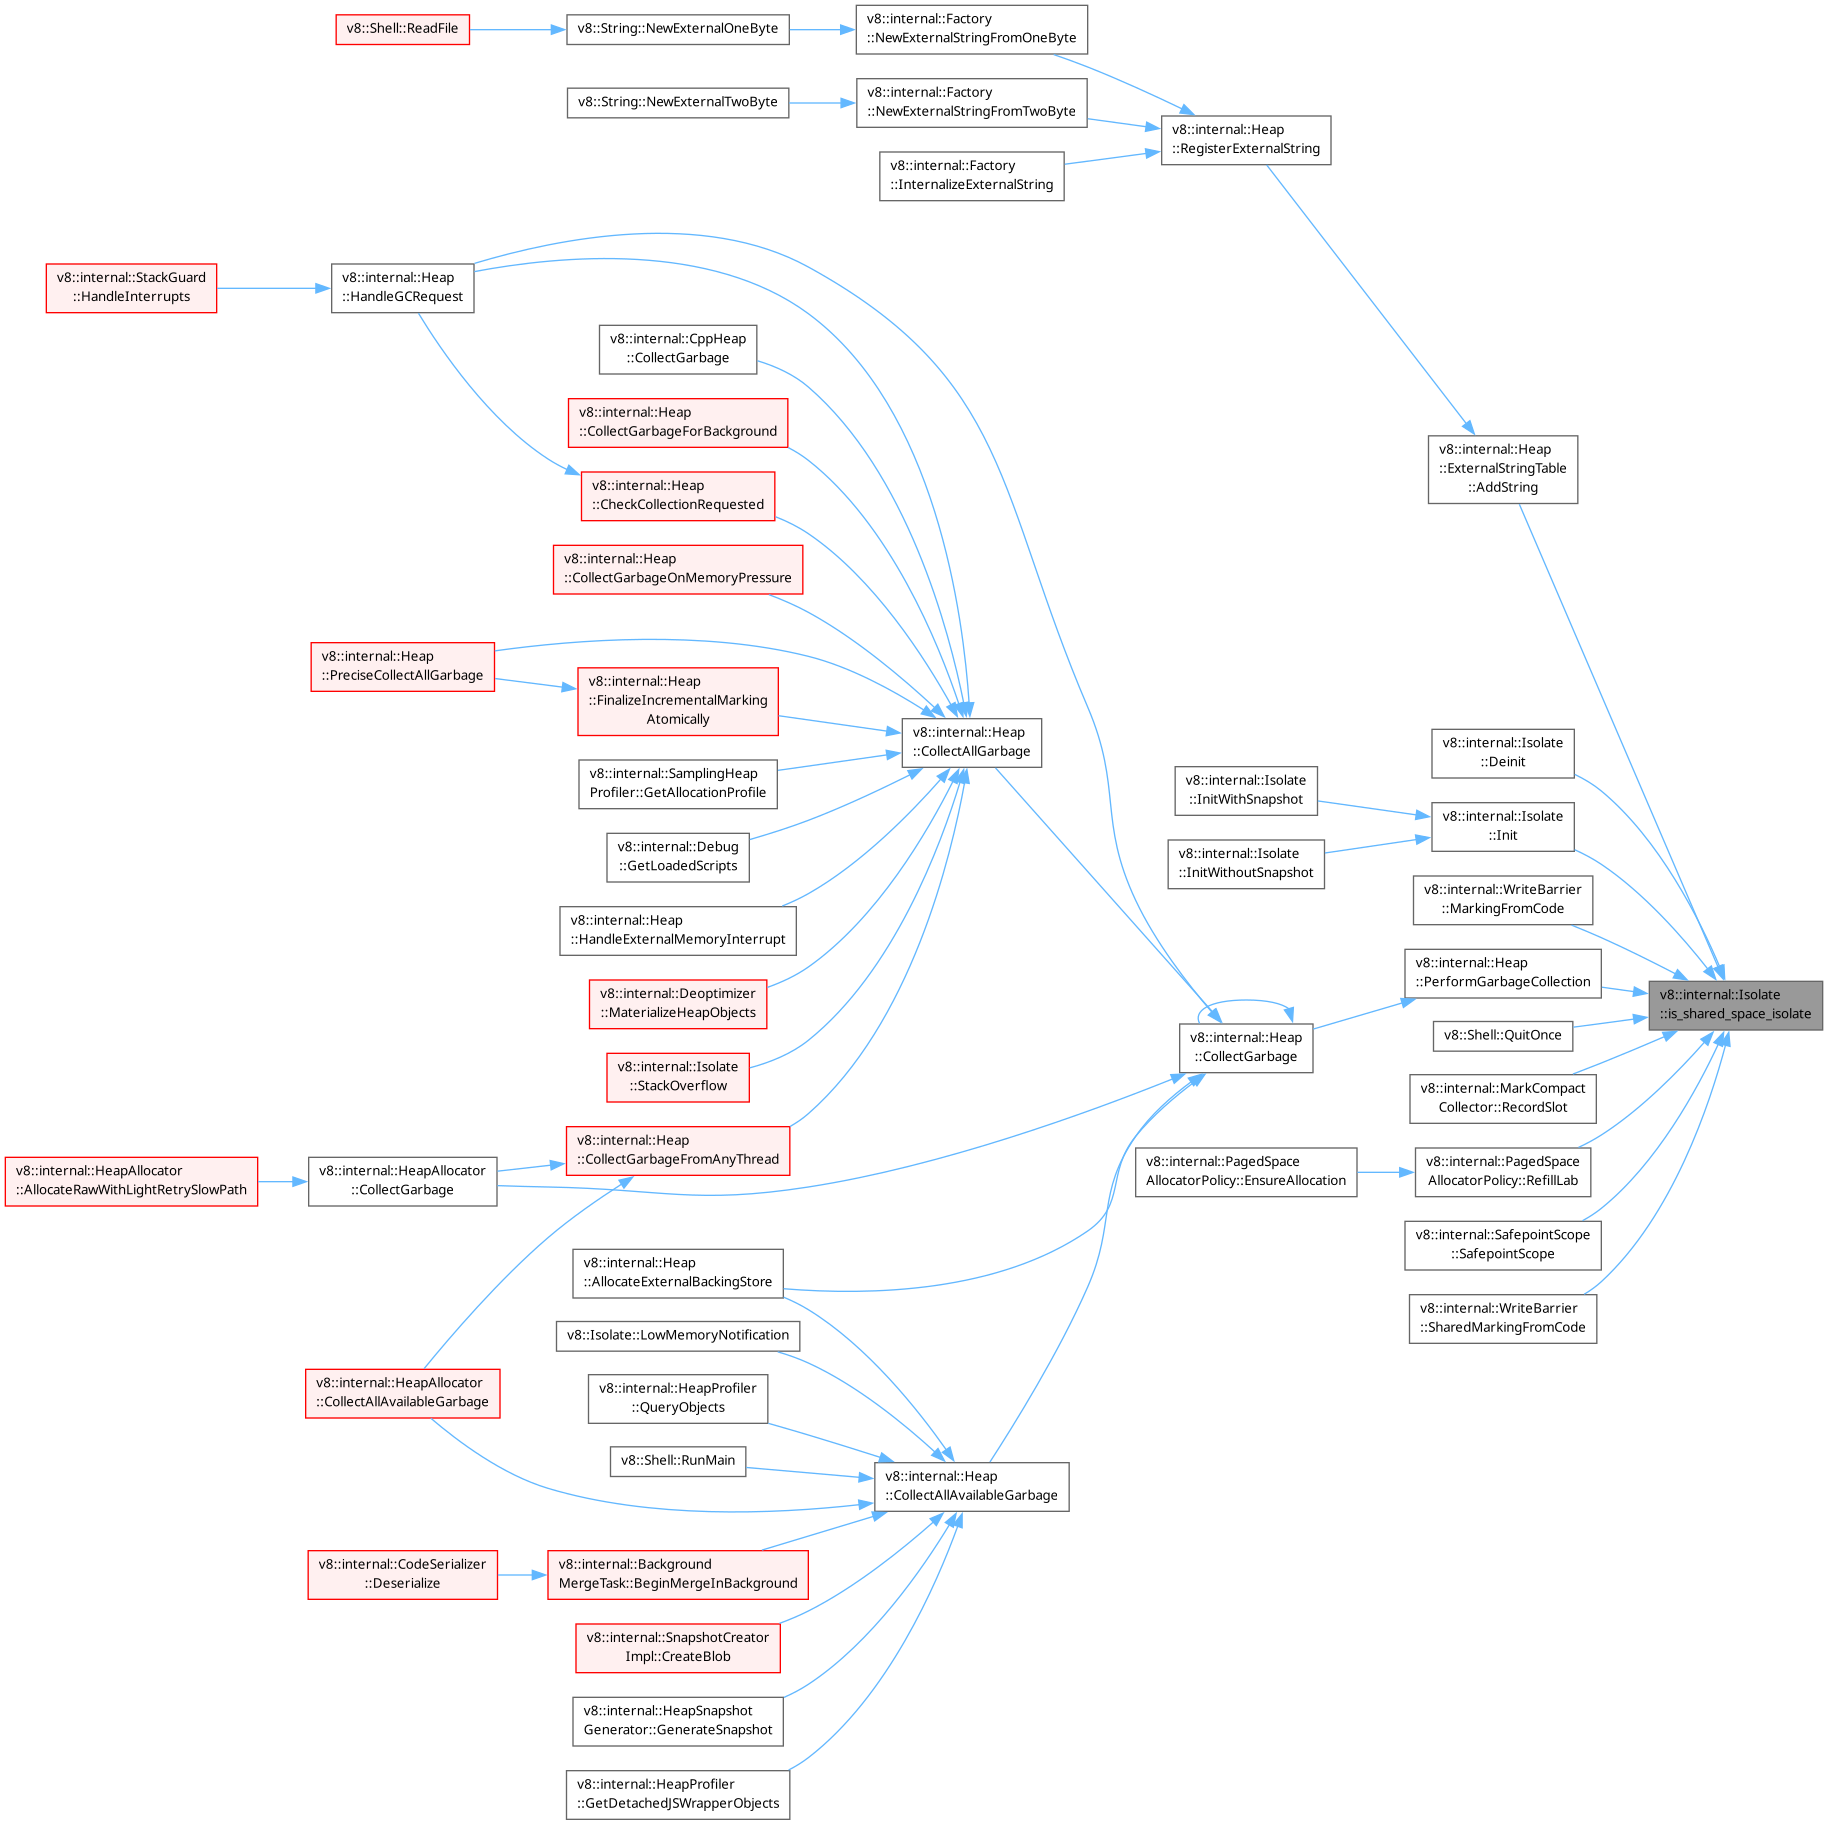 v8::Shell::ReadFile
v8::String::NewExternalOneByte
v8::internal::Factory
::NewExternalStringFromOneByte
v8::String::NewExternalTwoByte
v8::internal::Factory
::NewExternalStringFromTwoByte
v8::internal::Heap
::RegisterExternalString
v8::internal::Factory
::InternalizeExternalString
v8::internal::StackGuard
::HandleInterrupts
v8::internal::Heap
::HandleGCRequest
v8::internal::CppHeap
::CollectGarbage
v8::internal::Heap
::CollectGarbageForBackground
v8::internal::Heap
::ExternalStringTable
::AddString
v8::internal::Heap
::CheckCollectionRequested
v8::internal::Heap
::CollectGarbageOnMemoryPressure
v8::internal::Heap
::PreciseCollectAllGarbage
v8::internal::Heap
::FinalizeIncrementalMarking
Atomically
v8::internal::Heap
::CollectAllGarbage
v8::internal::Isolate
::Deinit
v8::internal::SamplingHeap
Profiler::GetAllocationProfile
v8::internal::Isolate
::InitWithSnapshot
v8::internal::Isolate
::Init
v8::internal::Debug
::GetLoadedScripts
v8::internal::Isolate
::InitWithoutSnapshot
v8::internal::WriteBarrier
::MarkingFromCode
v8::internal::Heap
::HandleExternalMemoryInterrupt
v8::internal::Heap
::PerformGarbageCollection
v8::internal::Isolate
::is_shared_space_isolate
v8::internal::Deoptimizer
::MaterializeHeapObjects
v8::Shell::QuitOnce
v8::internal::Heap
::CollectGarbage
v8::internal::Isolate
::StackOverflow
v8::internal::MarkCompact
Collector::RecordSlot
v8::internal::Heap
::CollectGarbageFromAnyThread
v8::internal::HeapAllocator
::AllocateRawWithLightRetrySlowPath
v8::internal::HeapAllocator
::CollectGarbage
v8::internal::PagedSpace
AllocatorPolicy::EnsureAllocation
v8::internal::PagedSpace
AllocatorPolicy::RefillLab
v8::internal::SafepointScope
::SafepointScope
v8::internal::Heap
::AllocateExternalBackingStore
v8::internal::WriteBarrier
::SharedMarkingFromCode
v8::Isolate::LowMemoryNotification
v8::internal::HeapAllocator
::CollectAllAvailableGarbage
v8::internal::HeapProfiler
::QueryObjects
v8::Shell::RunMain
v8::internal::Heap
::CollectAllAvailableGarbage
v8::internal::CodeSerializer
::Deserialize
v8::internal::Background
MergeTask::BeginMergeInBackground
v8::internal::SnapshotCreator
Impl::CreateBlob
v8::internal::HeapSnapshot
Generator::GenerateSnapshot
v8::internal::HeapProfiler
::GetDetachedJSWrapperObjects